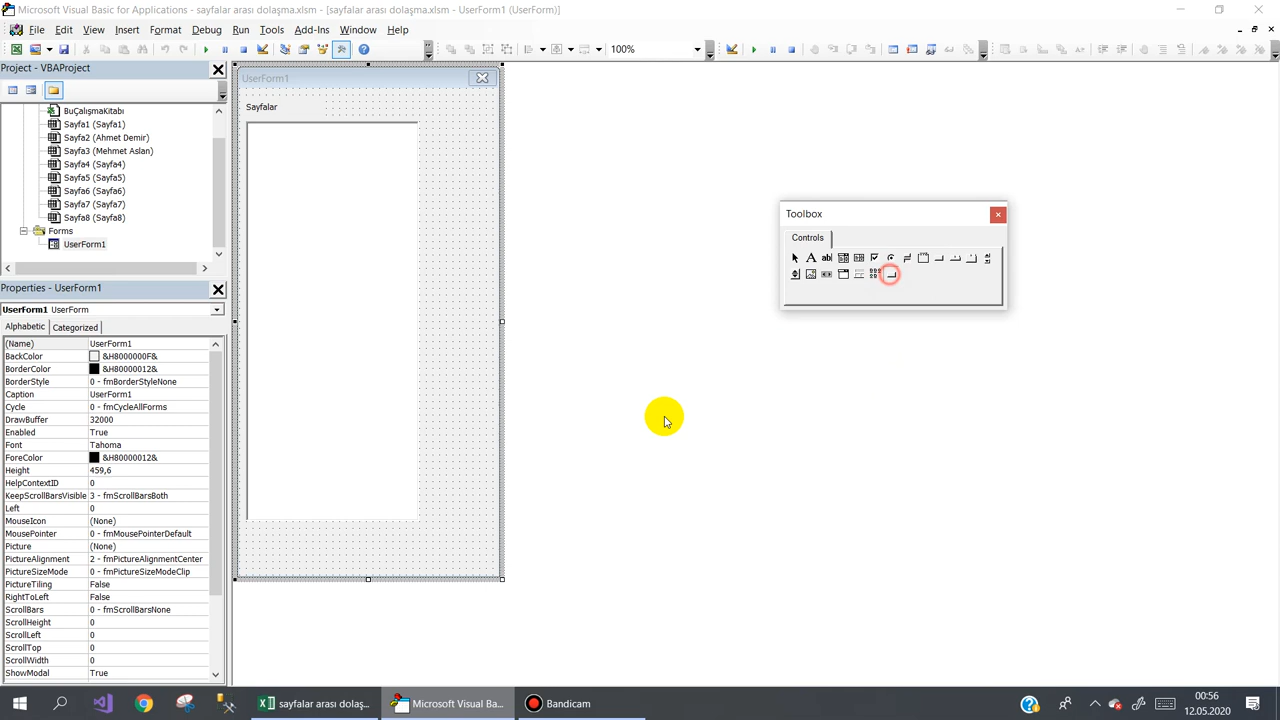 Microsoft Visual Basic for Applications - sayfalar arası dolaşma.xlsm - [sayfalar arası dolaşma.xlsm - UserForm1 (UserForm)]
File Edit View Insert Format Debug Run Tools Add-Ins Window Help
100%
Project - VBAProject
BuÇalışmaKitabı
Sayfa1 (Sayfa1)
Sayfa2 (Ahmet Demir)
Sayfa3 (Mehmet Aslan)
Sayfa4 (Sayfa4)
Sayfa5 (Sayfa5)
Sayfa6 (Sayfa6)
Sayfa7 (Sayfa7)
Sayfa8 (Sayfa8)
Forms
UserForm1
Properties - UserForm1
UserForm1 UserForm
Alphabetic Categorized
(Name) UserForm1
BackColor &H8000000F&
BorderColor &H80000012&
BorderStyle 0 - fmBorderStyleNone
Caption UserForm1
Cycle 0 - fmCycleAllForms
DrawBuffer 32000
Enabled True
Font Tahoma
ForeColor &H80000012&
Height 459,6
HelpContextID 0
KeepScrollBarsVisible 3 - fmScrollBarsBoth
Left 0
MouseIcon (None)
MousePointer 0 - fmMousePointerDefault
Picture (None)
PictureAlignment 2 - fmPictureAlignmentCenter
PictureSizeMode 0 - fmPictureSizeModeClip
PictureTiling False
RightToLeft False
ScrollBars 0 - fmScrollBarsNone
ScrollHeight 0
ScrollLeft 0
ScrollTop 0
ScrollWidth 0
ShowModal True
UserForm1
Sayfalar
Toolbox
Controls
sayfalar arası dolaş...
Microsoft Visual Ba...
Bandicam
00:56
12.05.2020